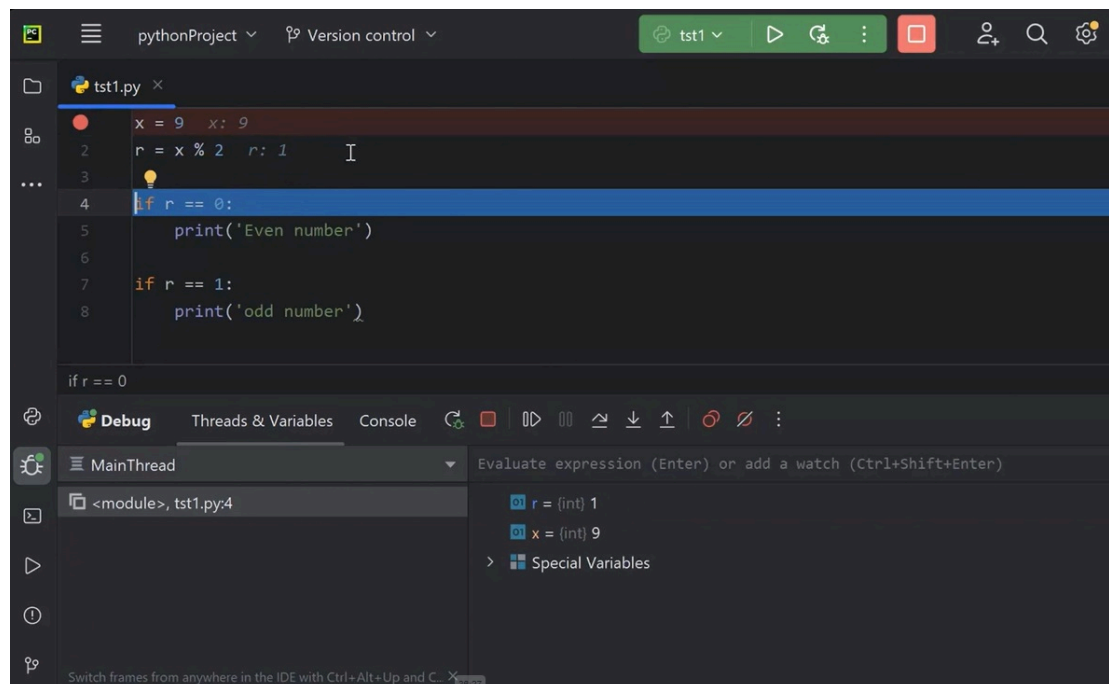 PC pythonProject Version control tst1
tst1.py
x = 9 x: 9
2 r = x % 2 r: 1
3
4 if r == 0:
5 print('Even number')
6
7 if r == 1:
8 print('odd number')
if r == 0
Debug Threads & Variables Console
MainThread
Evaluate expression (Enter) or add a watch (Ctrl+Shift+Enter)
<module>, tst1.py:4
01 r = {int} 1
01 x = {int} 9
Special Variables
Switch frames from anywhere in the IDE with Ctrl+Alt+Up and C..